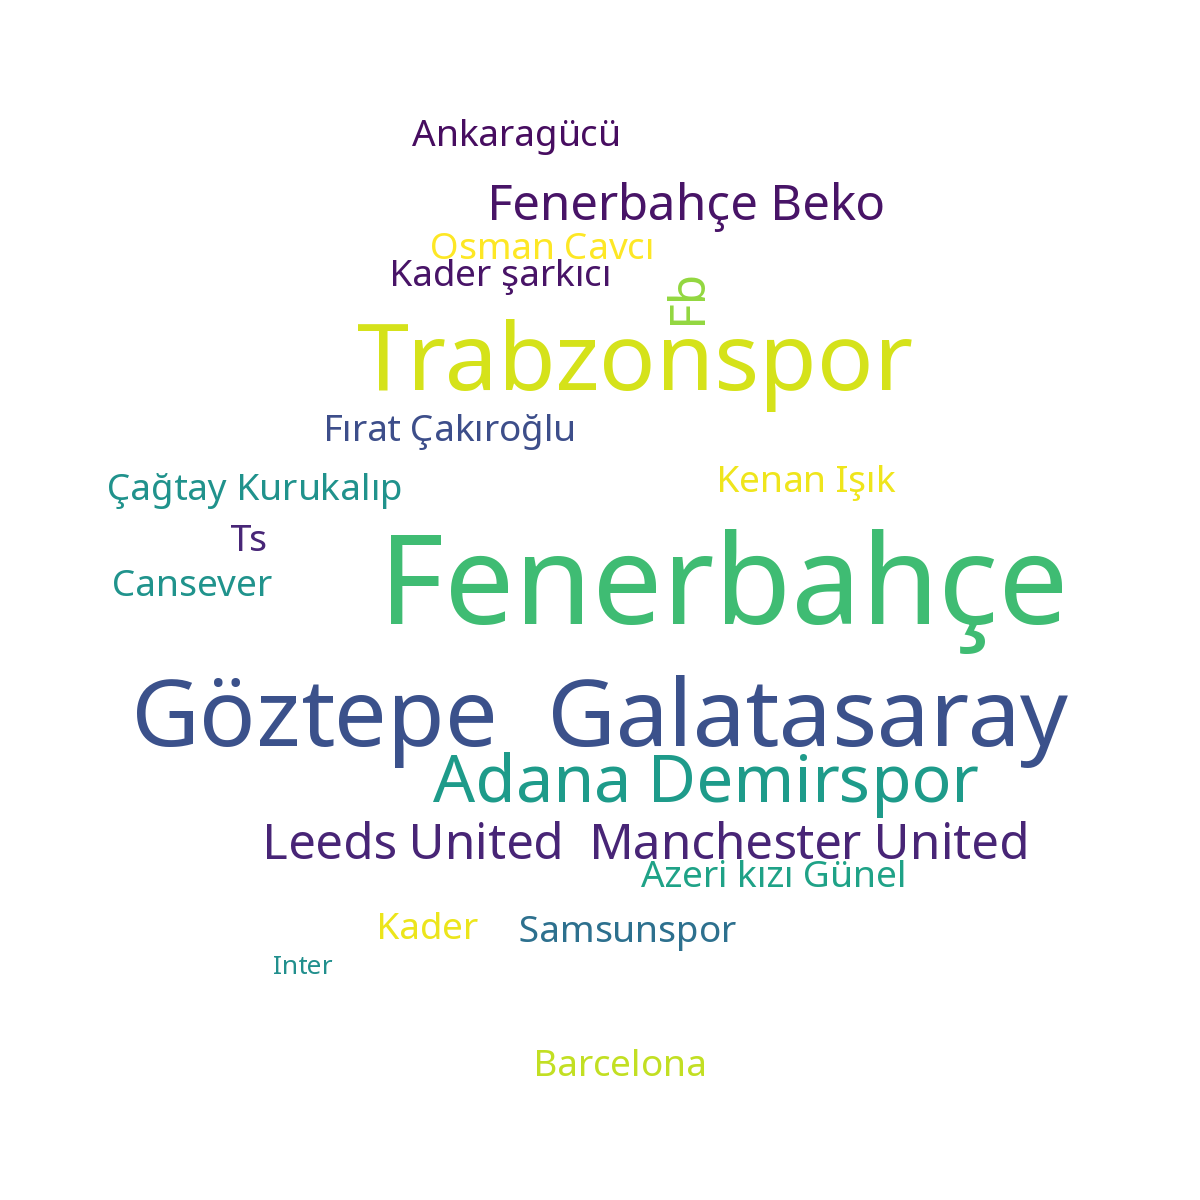 Ankaragücü
Fenerbahçe Beko
Osman Cavcı
Kader şarkıcı
Fb
Trabzonspor
Fırat Çakıroğlu
Kenan Işık
Çağtay Kurukalıp
Ts
Cansever
Fenerbahçe
Göztepe Galatasaray
Adana Demirspor
Leeds United Manchester United
Azeri kızı Günel
Kader Samsunspor
Inter
Barcelona